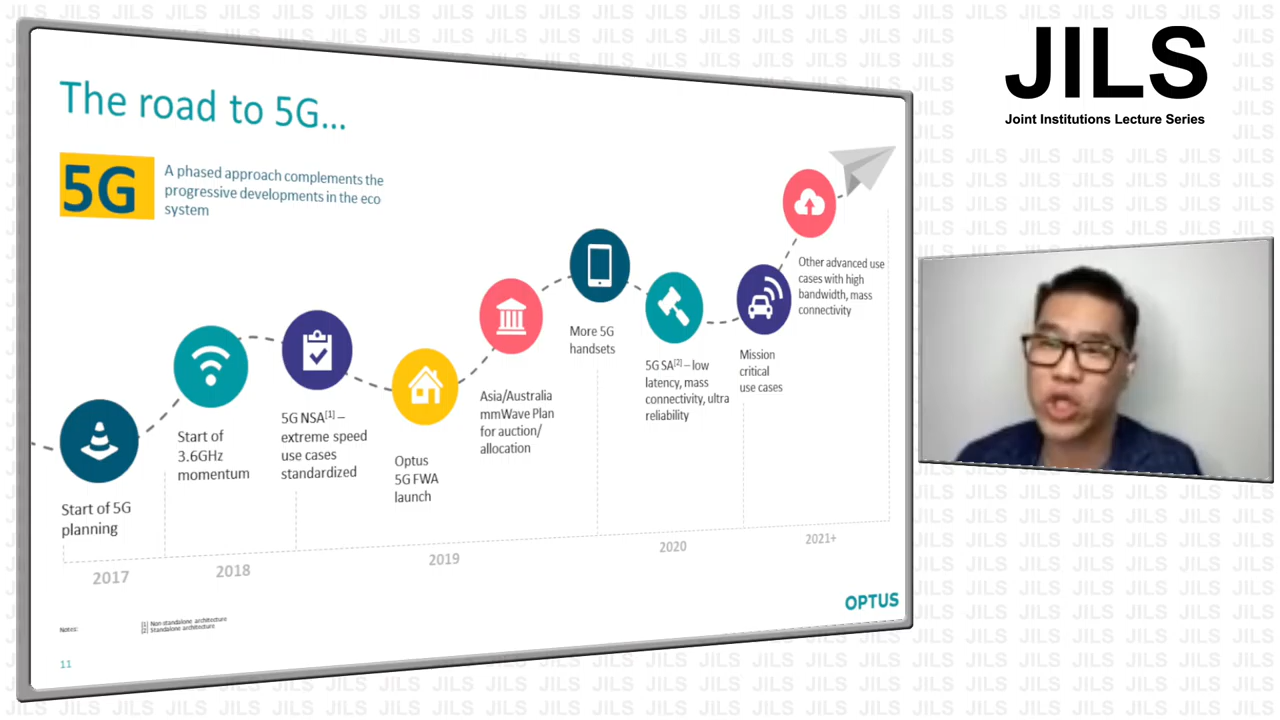 JILS
Joint Institutions Lecture Series
The road to 5G...
5G
A phased approach complements the
progressive developments in the eco
system
Start of 5G
planning
Start of
3.6GHz
momentum
5G NSA[1] –
extreme speed
use cases
standardized
Optus
5G FWA
launch
Asia/Australia
mmWave Plan
for auction/
allocation
More 5G
handsets
5G SA[2] – low
latency, mass
connectivity, ultra
reliability
Mission
critical
use cases
Other advanced use
cases with high
bandwidth, mass
connectivity
2017
2018
2019
2020
2021+
OPTUS
Notes:
[1] Non standalone architecture
[2] Standalone architecture
11